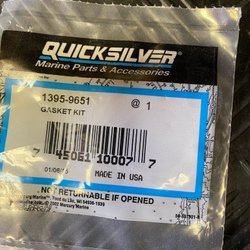 QUICKSILVER
Marine Parts & Accessories
1395-9651 @ 1
GASKET KIT
7 45061 10007 7
MADE IN USA
NOT RETURNABLE IF OPENED